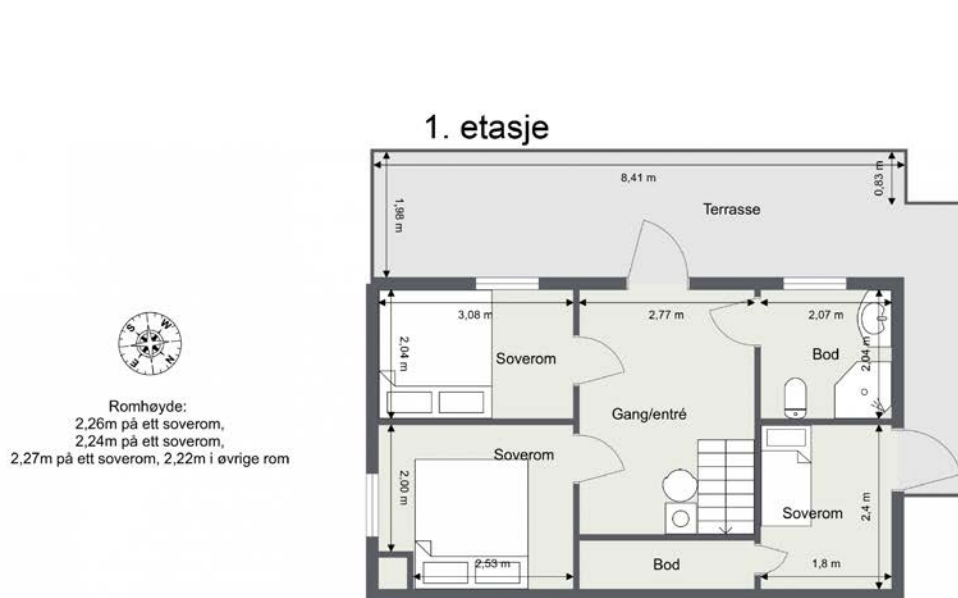 1. etasje
8,41 m
0,83 m
1,98 m
Terrasse
3,08 m
2,77 m
2,07 m
2,04 m
Soverom
Bod
2,04 m
S
W
E
N
Romhøyde:
2,26m på ett soverom,
2,24m på ett soverom,
2,27m på ett soverom, 2,22m i øvrige rom
Gang/entré
Soverom
2,00 m
Soverom
2,4 m
2,53 m
Bod
1,8 m